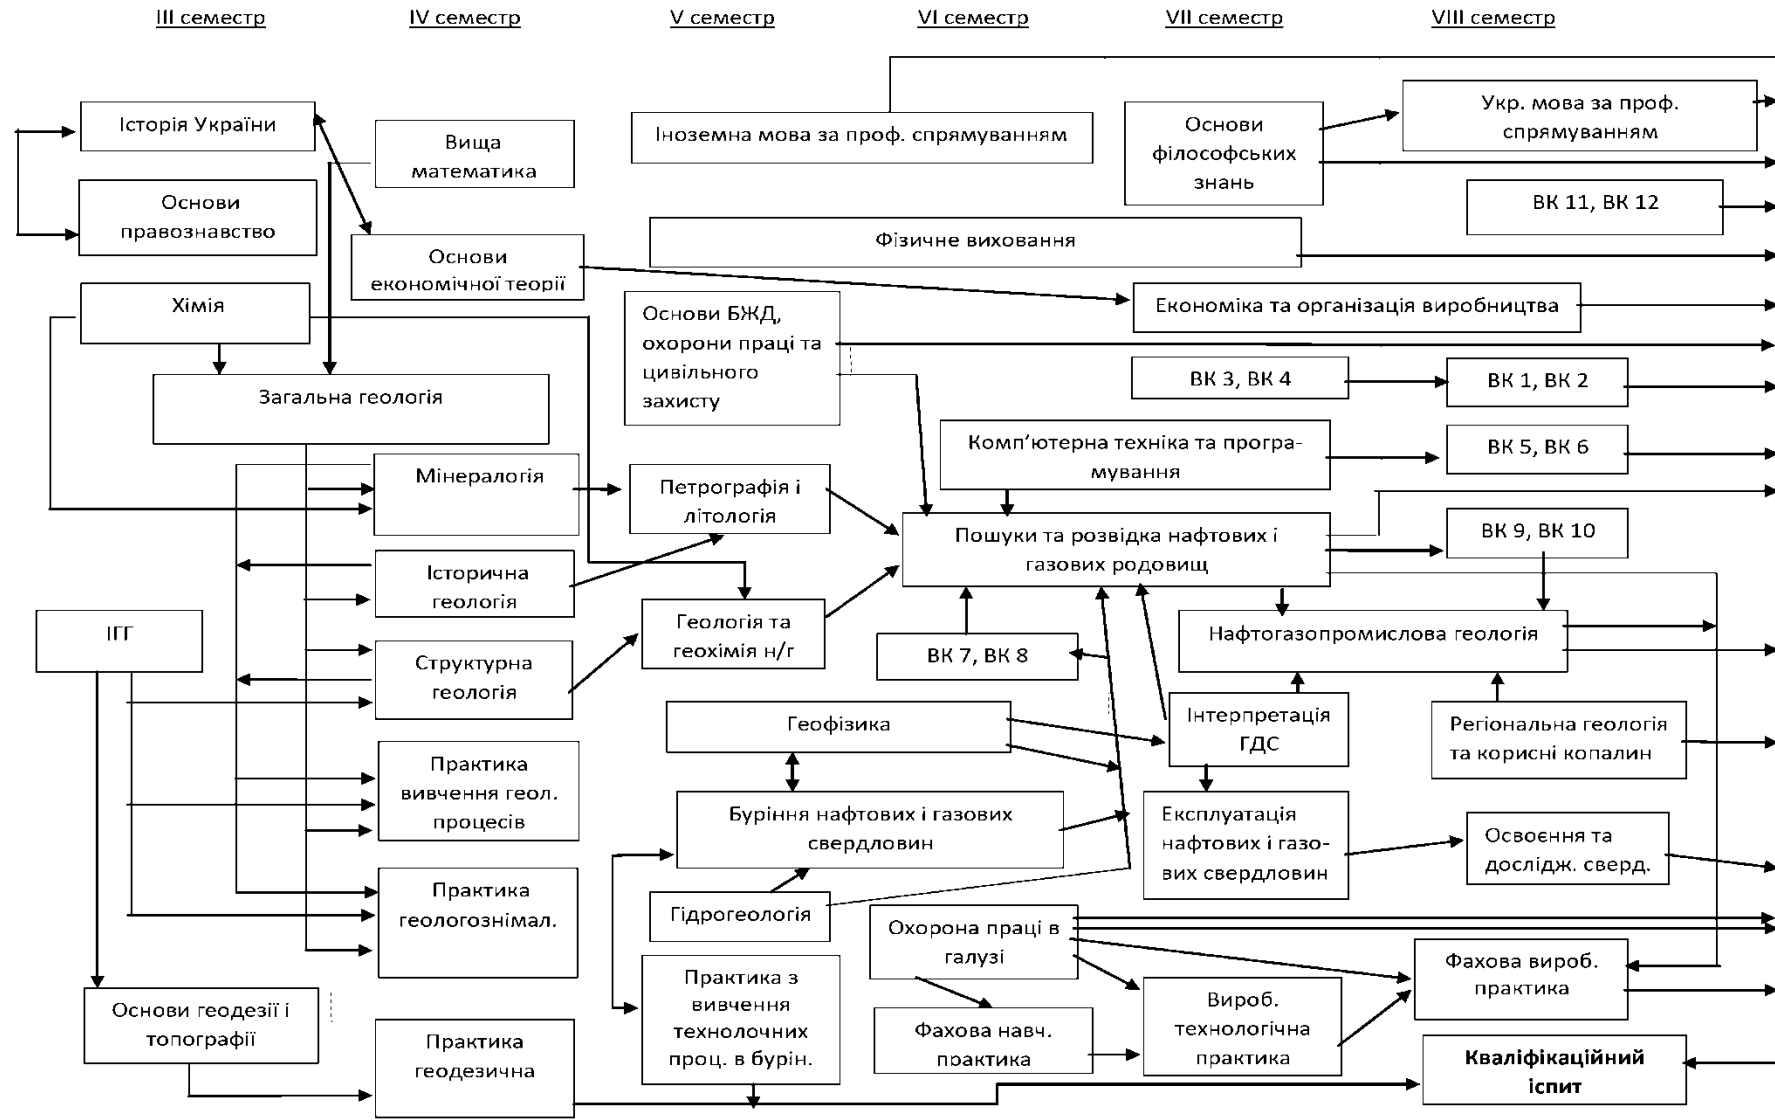 III семестр
IV семестр
V семестр
VI семестр
VII семестр
VIII семестр
Історія України
Вища
математика
Іноземна мова за проф. спрямуванням
Основи
філософських
знань
Укр. мова за проф.
спрямуванням
Основи
правознавство
ВК 11, ВК 12
Основи
економічної теорії
Фізичне виховання
Хімія
Основи БЖД,
охорони праці та
цивільного
захисту
Економіка та організація виробництва
Загальна геологія
ВК 3, ВК 4
ВК 1, ВК 2
Комп’ютерна техніка та програ-
мування
ВК 5, ВК 6
Мінералогія
Петрографія і
літологія
Пошуки та розвідка нафтових і
газових родовищ
ВК 9, ВК 10
Історична
геологія
ІГГ
Геологія та
геохімія н/г
ВК 7, ВК 8
Нафтогазопромислова геологія
Структурна
геологія
Геофізика
Інтерпретація
ГДС
Регіональна геологія
та корисні копалин
Практика
вивчення геол.
процесів
Буріння нафтових і газових
свердловин
Експлуатація
нафтових і газо-
вих свердловин
Освоєння та
дослідж. сверд.
Практика
геологознімал.
Гідрогеологія
Охорона праці в
галузі
Фахова вироб.
практика
Основи геодезії і
топографії
Практика з
вивчення
технолочних
проц. в бурін.
Вироб.
технологічна
практика
Фахова навч.
практика
Практика
геодезична
Кваліфікаційний
іспит